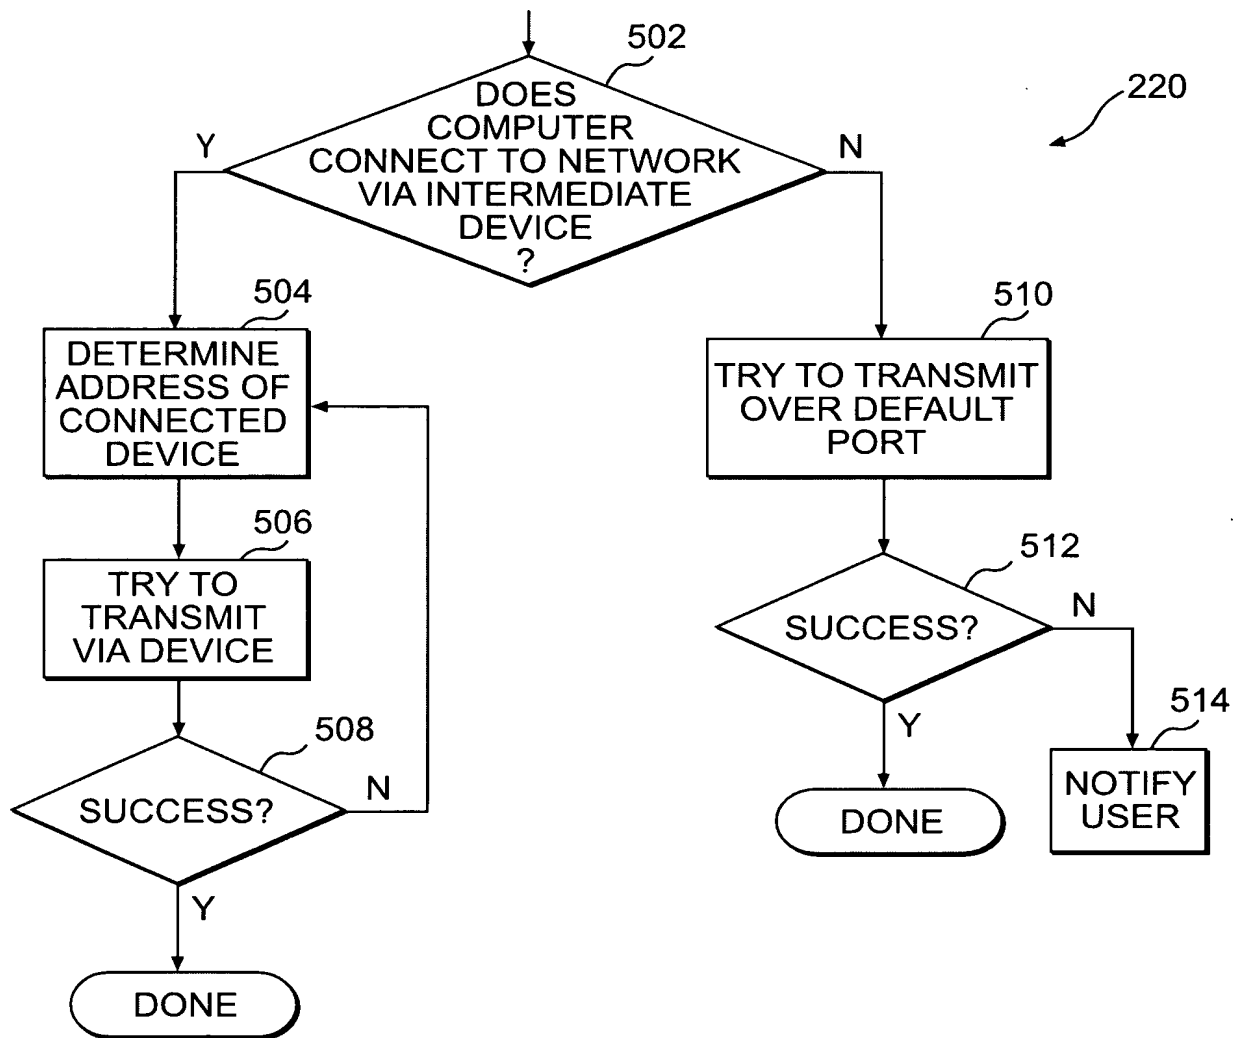 502
220
DOES
COMPUTER
CONNECT TO NETWORK
VIA INTERMEDIATE
DEVICE
?
Y
N
504
DETERMINE
ADDRESS OF
CONNECTED
DEVICE
510
TRY TO TRANSMIT
OVER DEFAULT
PORT
506
TRY TO
TRANSMIT
VIA DEVICE
512
SUCCESS?
N
Y
514
NOTIFY
USER
DONE
508
SUCCESS?
N
Y
DONE